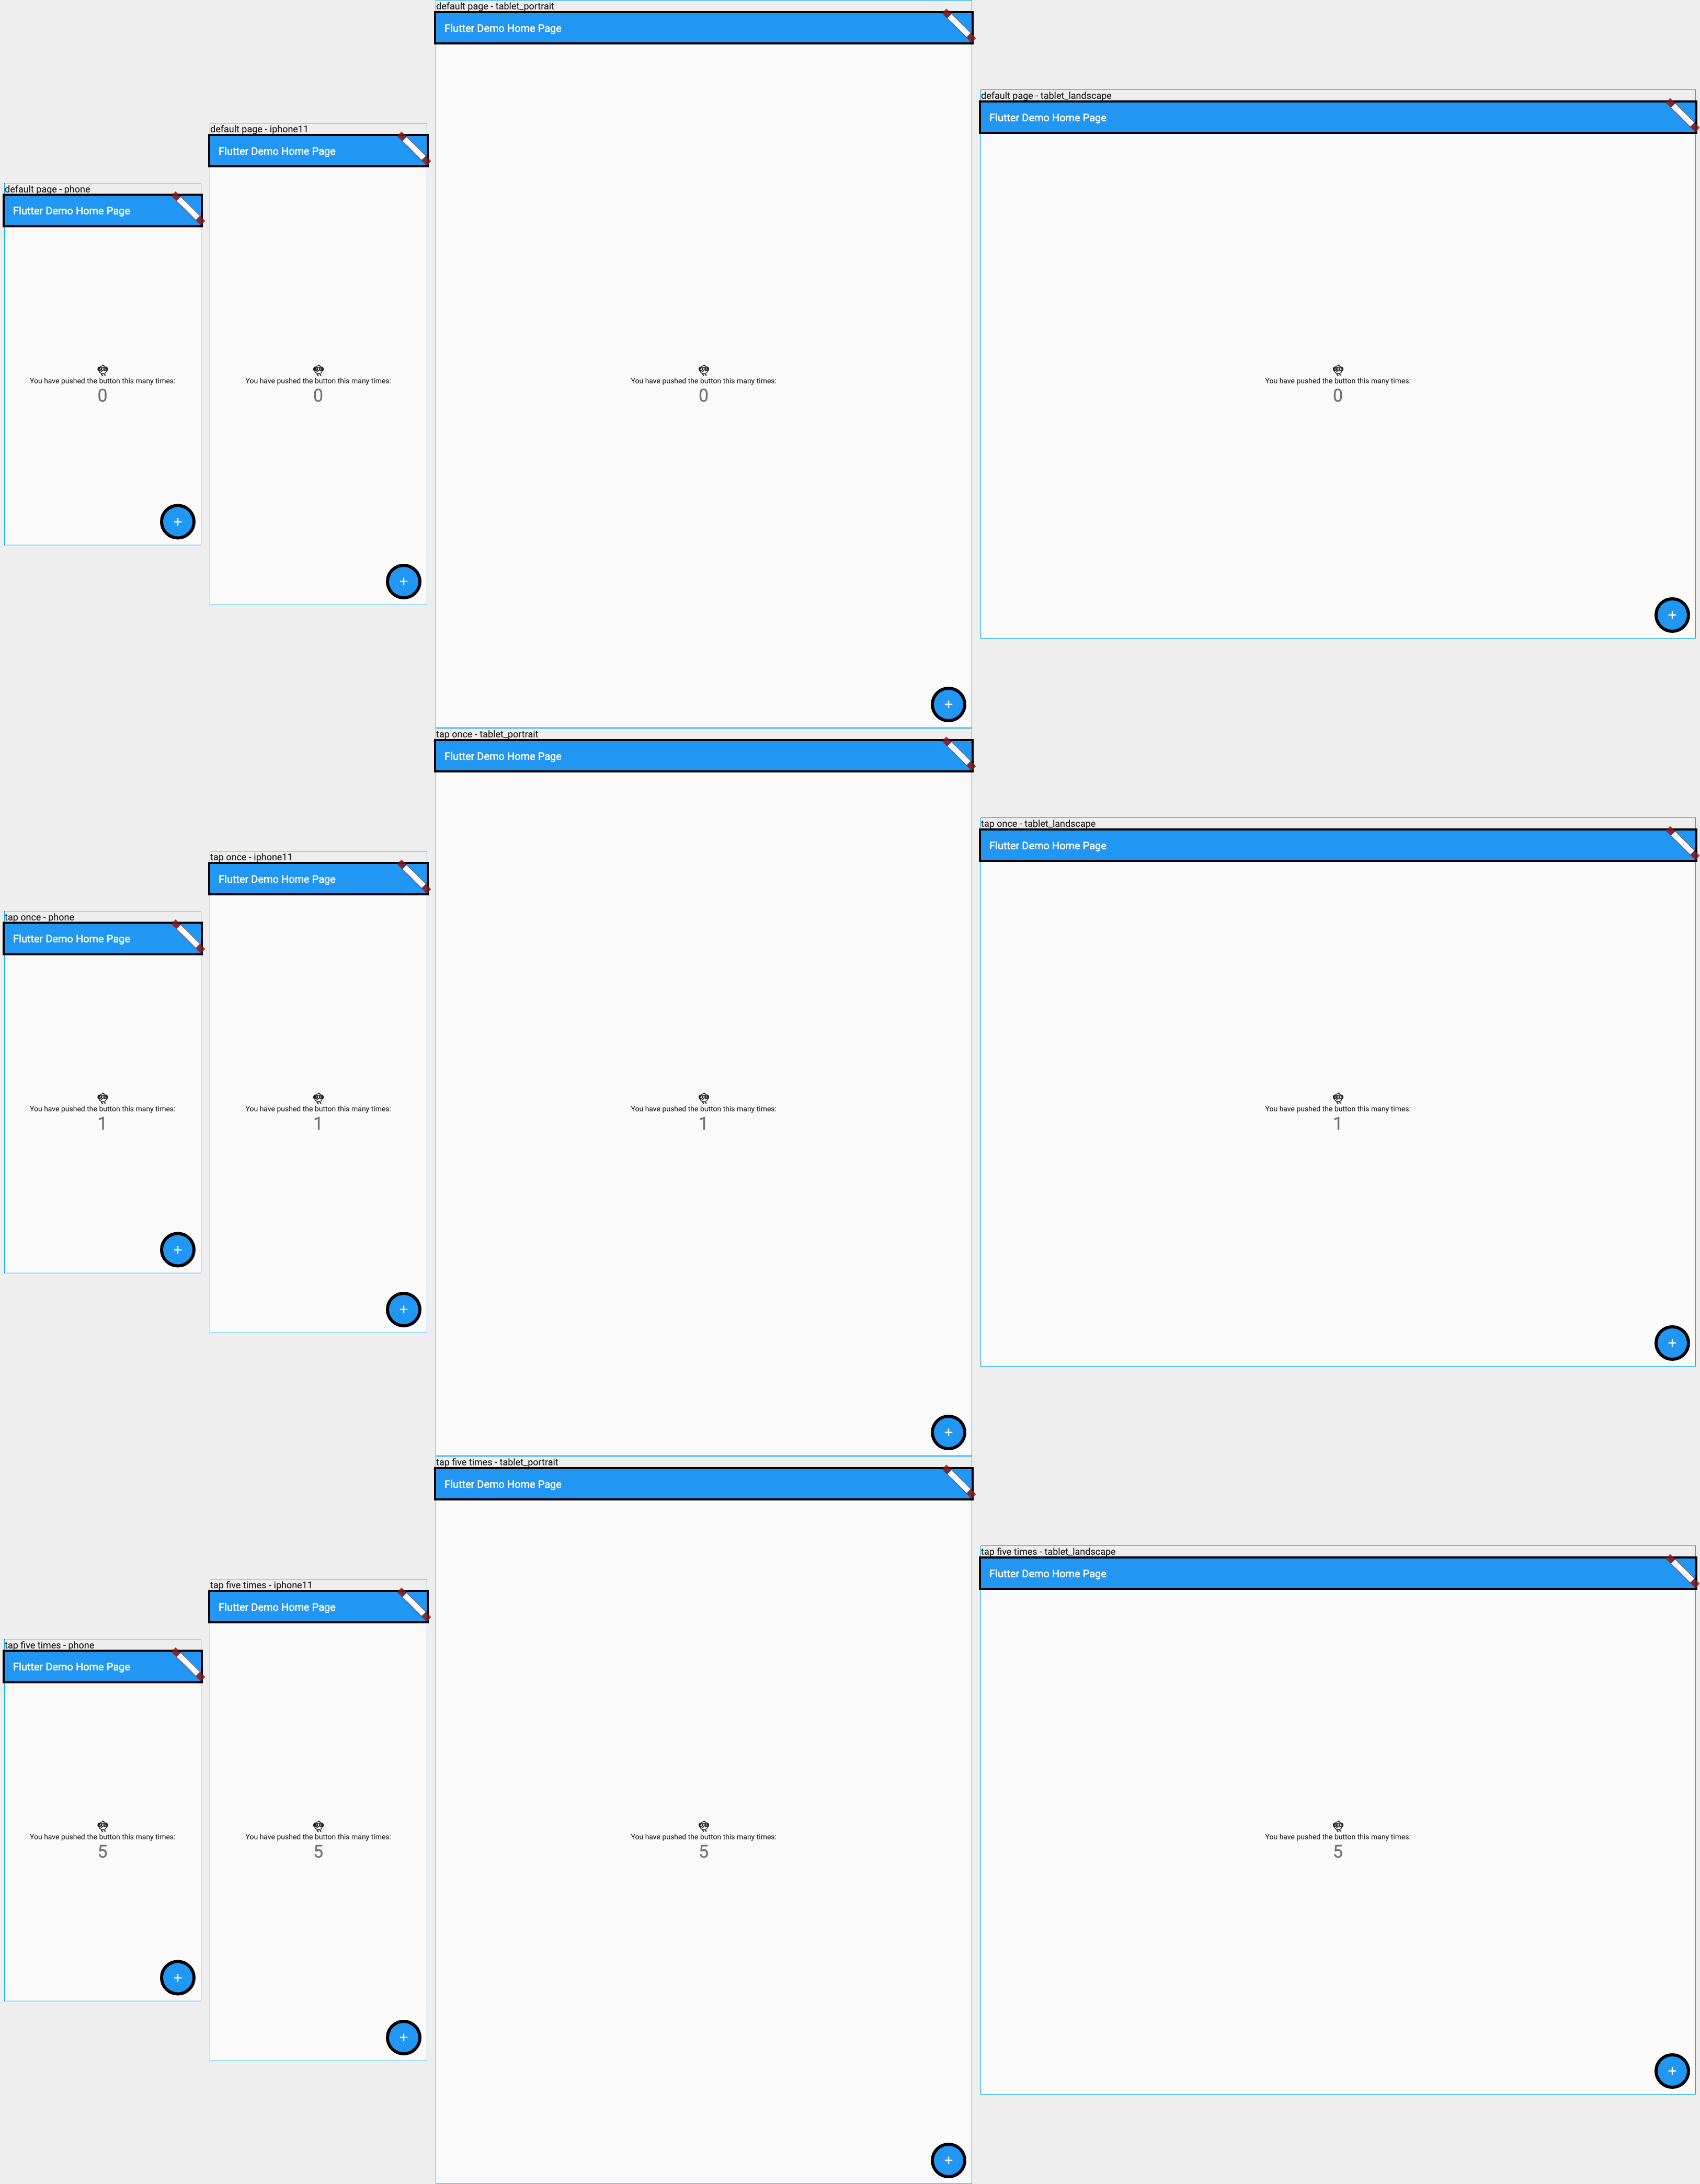 default page - phone
Flutter Demo Home Page
You have pushed the button this many times:
0
+
default page - iphone11
Flutter Demo Home Page
You have pushed the button this many times:
0
+
default page - tablet_portrait
Flutter Demo Home Page
You have pushed the button this many times:
0
+
default page - tablet_landscape
Flutter Demo Home Page
You have pushed the button this many times:
0
+
tap once - phone
Flutter Demo Home Page
You have pushed the button this many times:
1
+
tap once - iphone11
Flutter Demo Home Page
You have pushed the button this many times:
1
+
tap once - tablet_portrait
Flutter Demo Home Page
You have pushed the button this many times:
1
+
tap once - tablet_landscape
Flutter Demo Home Page
You have pushed the button this many times:
1
+
tap five times - phone
Flutter Demo Home Page
You have pushed the button this many times:
5
+
tap five times - iphone11
Flutter Demo Home Page
You have pushed the button this many times:
5
+
tap five times - tablet_portrait
Flutter Demo Home Page
You have pushed the button this many times:
5
+
tap five times - tablet_landscape
Flutter Demo Home Page
You have pushed the button this many times:
5
+